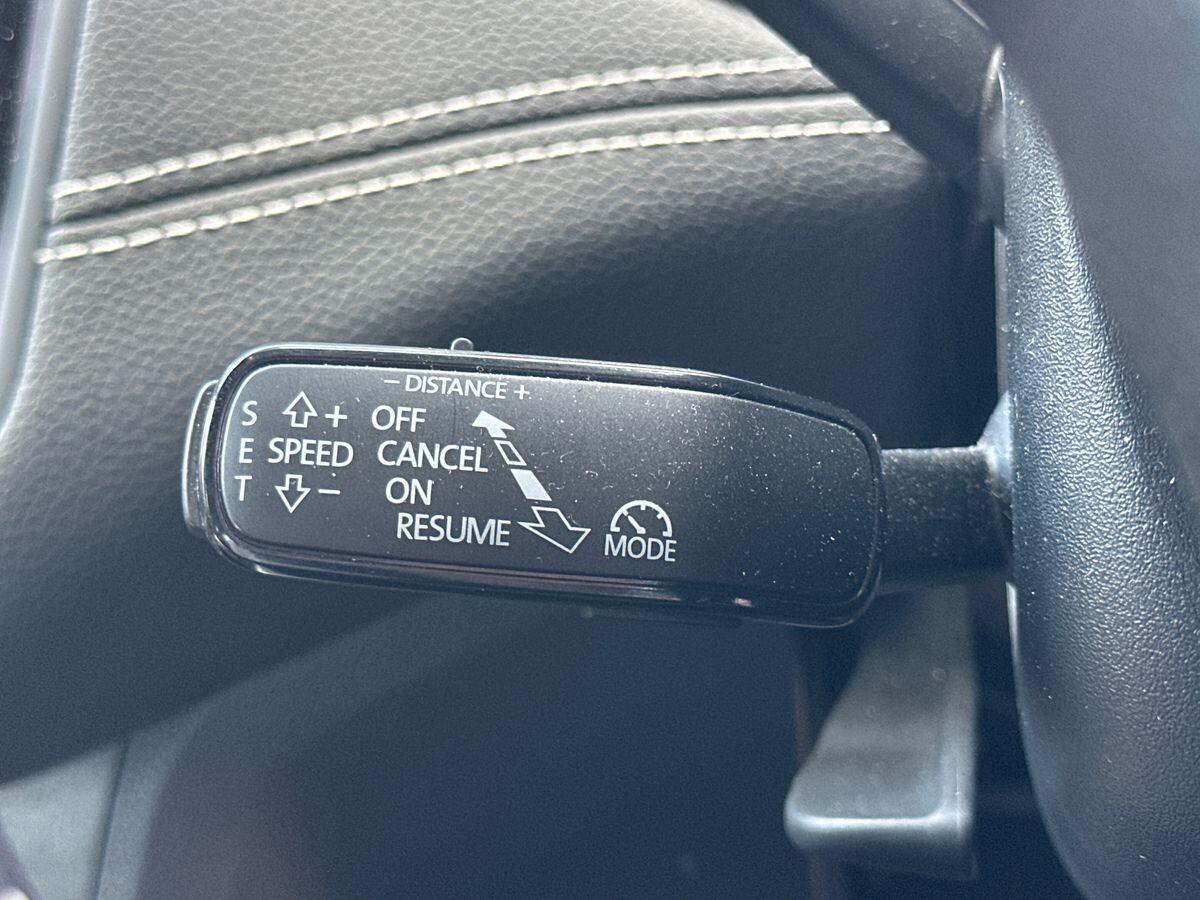 − DISTANCE +
S + OFF
E SPEED CANCEL
T − ON
RESUME
MODE